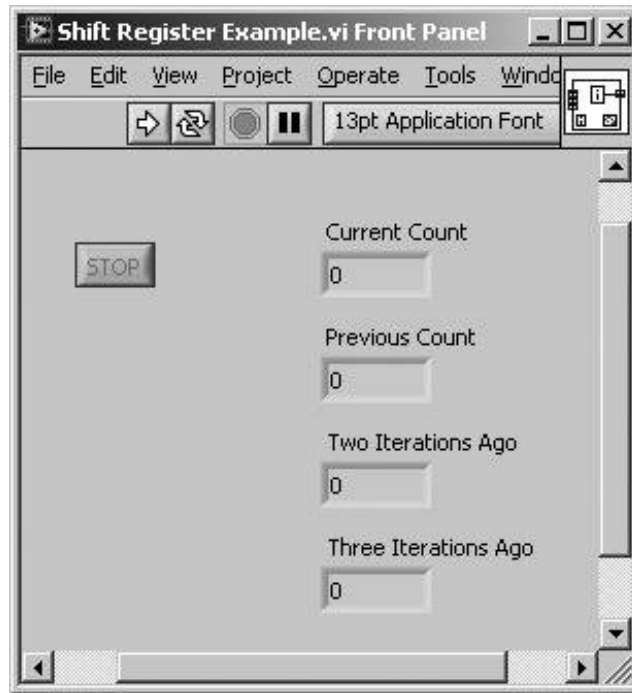 Shift Register Example.vi Front Panel
File Edit View Project Operate Tools Windo
13pt Application Font
STOP
Current Count
0
Previous Count
0
Two Iterations Ago
0
Three Iterations Ago
0